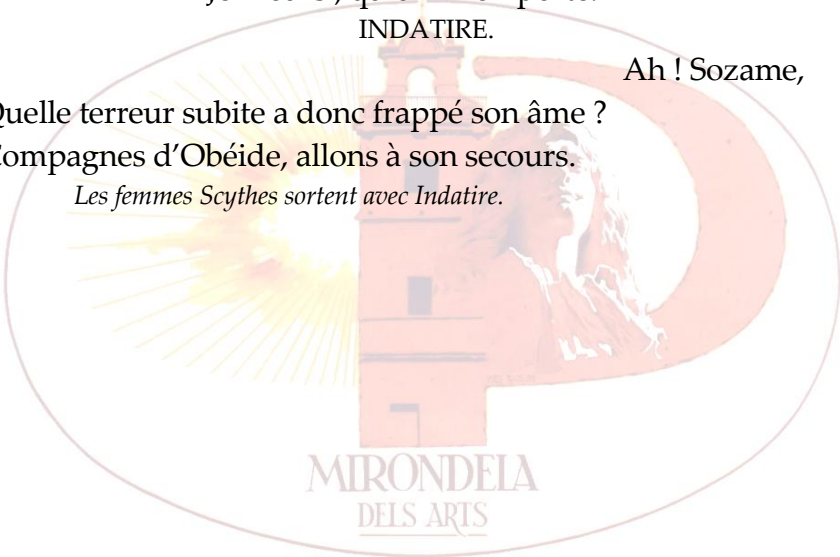 INDATIRE.
Ah ! Sozame,
Quelle terreur subite a donc frappé son âme ?
Compagnes d’Obéide, allons à son secours.
Les femmes Scythes sortent avec Indatire.
MIRONDELA
DELS ARTS